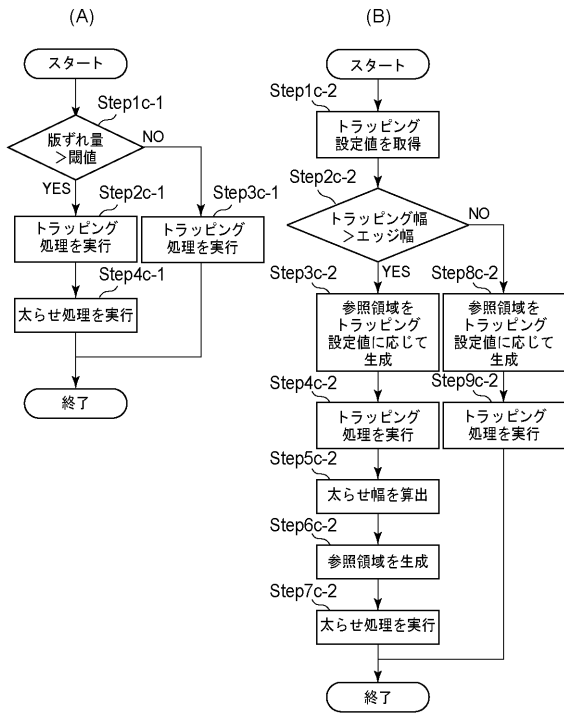 (A)
スタート
Step1c-1
版ずれ量
＞閾値
NO
YES
Step2c-1
トラッピング
処理を実行
Step3c-1
トラッピング
処理を実行
Step4c-1
太らせ処理を実行
終了
(B)
スタート
Step1c-2
トラッピング
設定値を取得
Step2c-2
トラッピング幅
＞エッジ幅
NO
YES
Step3c-2
参照領域を
トラッピング
設定値に応じて
生成
Step8c-2
参照領域を
トラッピング
設定値に応じて
生成
Step4c-2
トラッピング
処理を実行
Step9c-2
トラッピング
処理を実行
Step5c-2
太らせ幅を算出
Step6c-2
参照領域を生成
Step7c-2
太らせ処理を実行
終了